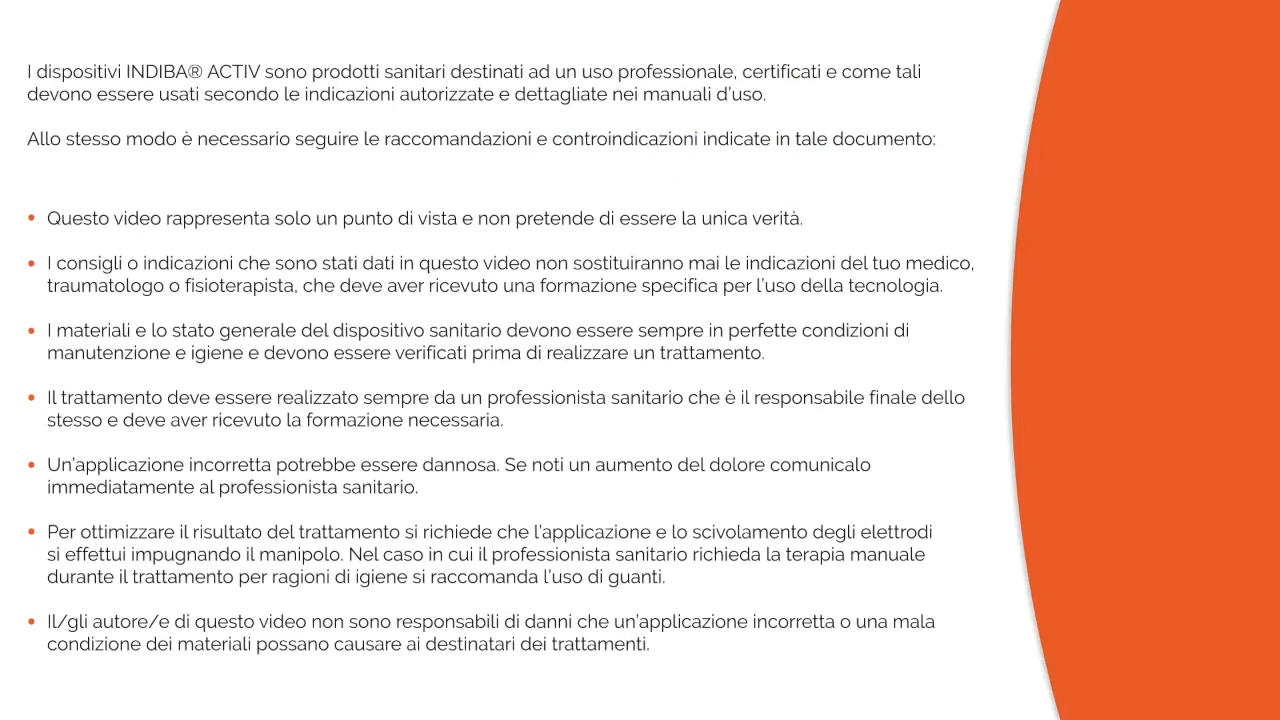 I dispositivi INDIBA® ACTIV sono prodotti sanitari destinati ad un uso professionale, certificati e come tali
devono essere usati secondo le indicazioni autorizzate e dettagliate nei manuali d'uso.
Allo stesso modo è necessario seguire le raccomandazioni e controindicazioni indicate in tale documento:
• Questo video rappresenta solo un punto di vista e non pretende di essere la unica verità.
• I consigli o indicazioni che sono stati dati in questo video non sostituiranno mai le indicazioni del tuo medico,
traumatologo o fisioterapista, che deve aver ricevuto una formazione specifica per l'uso della tecnologia.
• I materiali e lo stato generale del dispositivo sanitario devono essere sempre in perfette condizioni di
manutenzione e igiene e devono essere verificati prima di realizzare un trattamento.
• Il trattamento deve essere realizzato sempre da un professionista sanitario che è il responsabile finale dello
stesso e deve aver ricevuto la formazione necessaria.
• Un'applicazione incorretta potrebbe essere dannosa. Se noti un aumento del dolore comunicalo
immediatamente al professionista sanitario.
• Per ottimizzare il risultato del trattamento si richiede che l'applicazione e lo scivolamento degli elettrodi
si effettui impugnando il manipolo. Nel caso in cui il professionista sanitario richieda la terapia manuale
durante il trattamento per ragioni di igiene si raccomanda l'uso di guanti.
• Il/gli autore/e di questo video non sono responsabili di danni che un'applicazione incorretta o una mala
condizione dei materiali possano causare ai destinatari dei trattamenti.